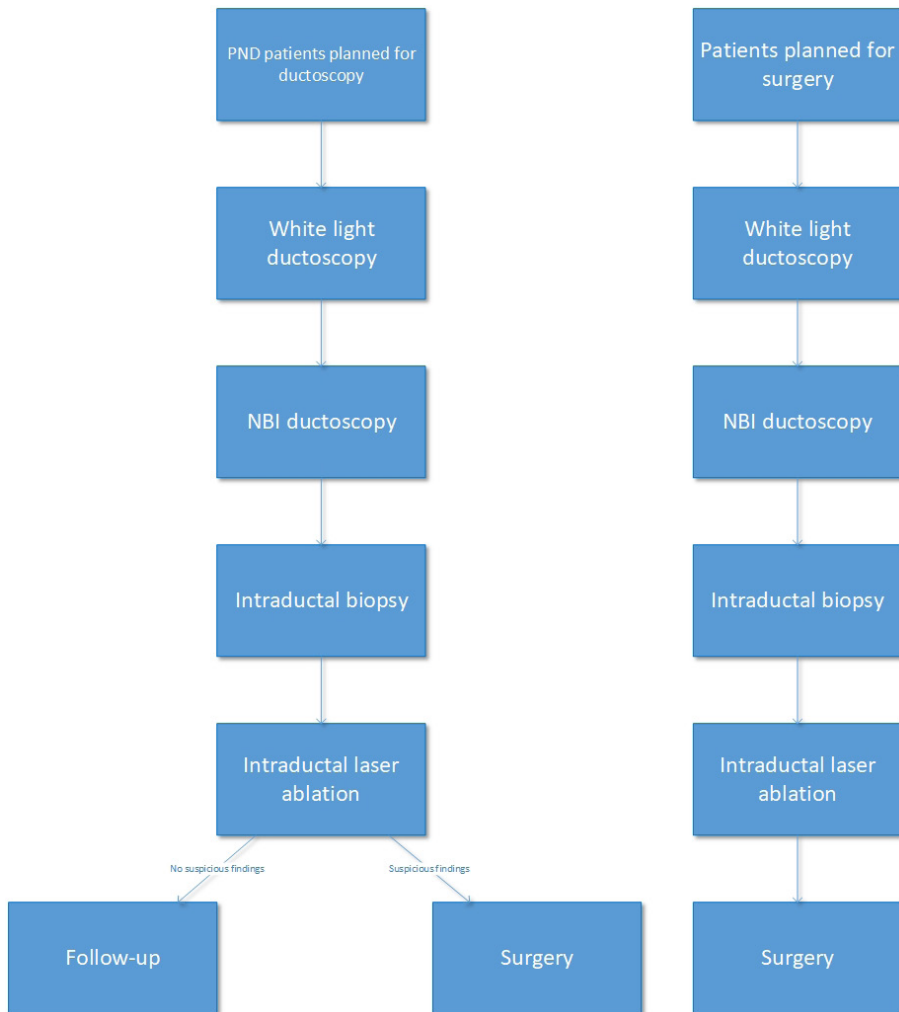 PND patients planned for
ductoscopy
White light
ductoscopy
NBI ductoscopy
Intraductal biopsy
Intraductal laser
ablation
No suspicious findings
Suspicious findings
Follow-up
Surgery
Patients planned for
surgery
White light
ductoscopy
NBI ductoscopy
Intraductal biopsy
Intraductal laser
ablation
Surgery